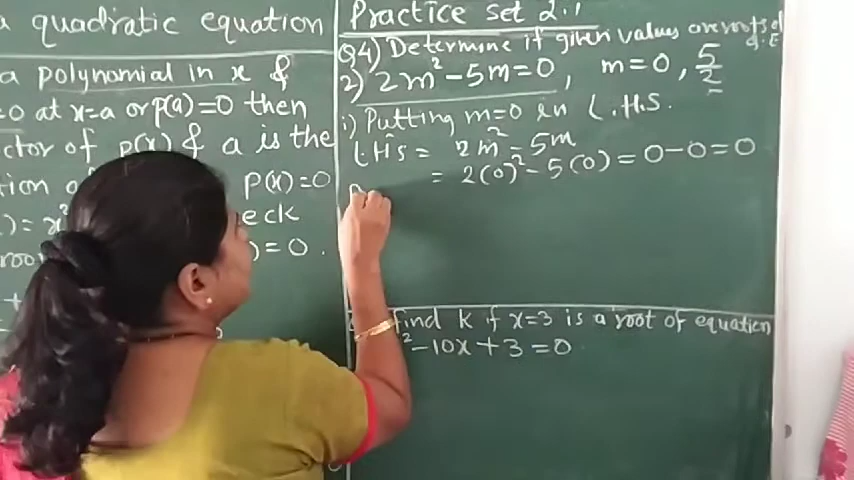 a quadratic equation
a polynomial in x &
=0 at x=a or p(a)=0 then
ctor of p(x) & a is the
tion p(x)=0
)= x² eck
roo )=0.
Practice set 2.1
Q4) Determine if given values are roots of Q.E
2) 2m² -5m=0, m=0, 5/2
i) Putting m=0 in L.H.S.
LHS = 2m² - 5m
= 2(0)² - 5(0) = 0-0=0
find k if x=3 is a root of equation
² -10x+3=0